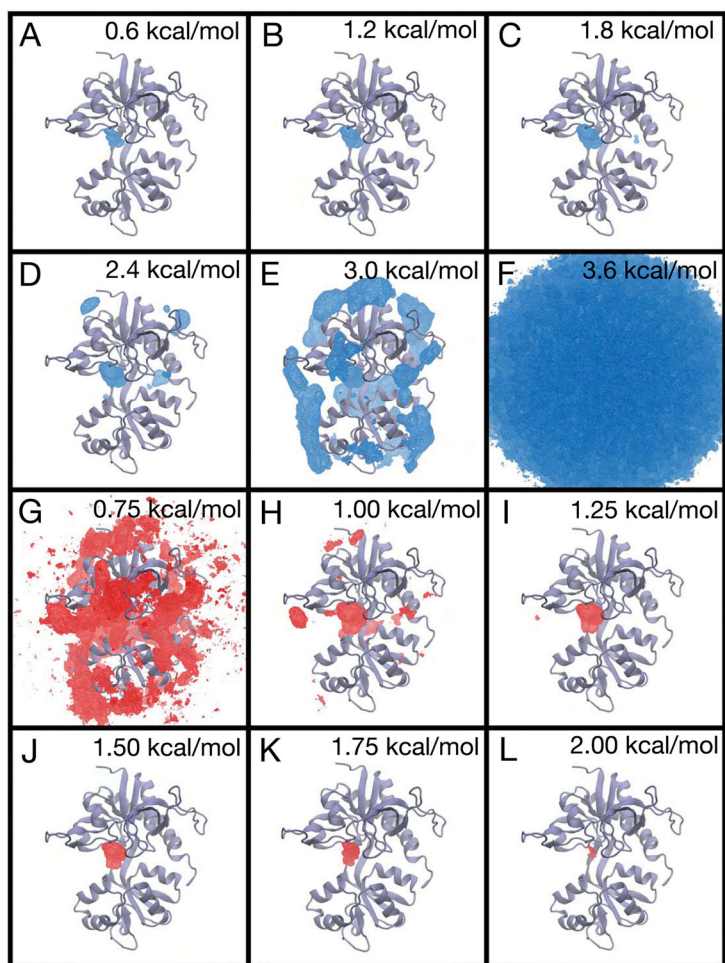 A 0.6 kcal/mol
B 1.2 kcal/mol
C 1.8 kcal/mol
D 2.4 kcal/mol
E 3.0 kcal/mol
F 3.6 kcal/mol
G 0.75 kcal/mol
H 1.00 kcal/mol
I 1.25 kcal/mol
J 1.50 kcal/mol
K 1.75 kcal/mol
L 2.00 kcal/mol